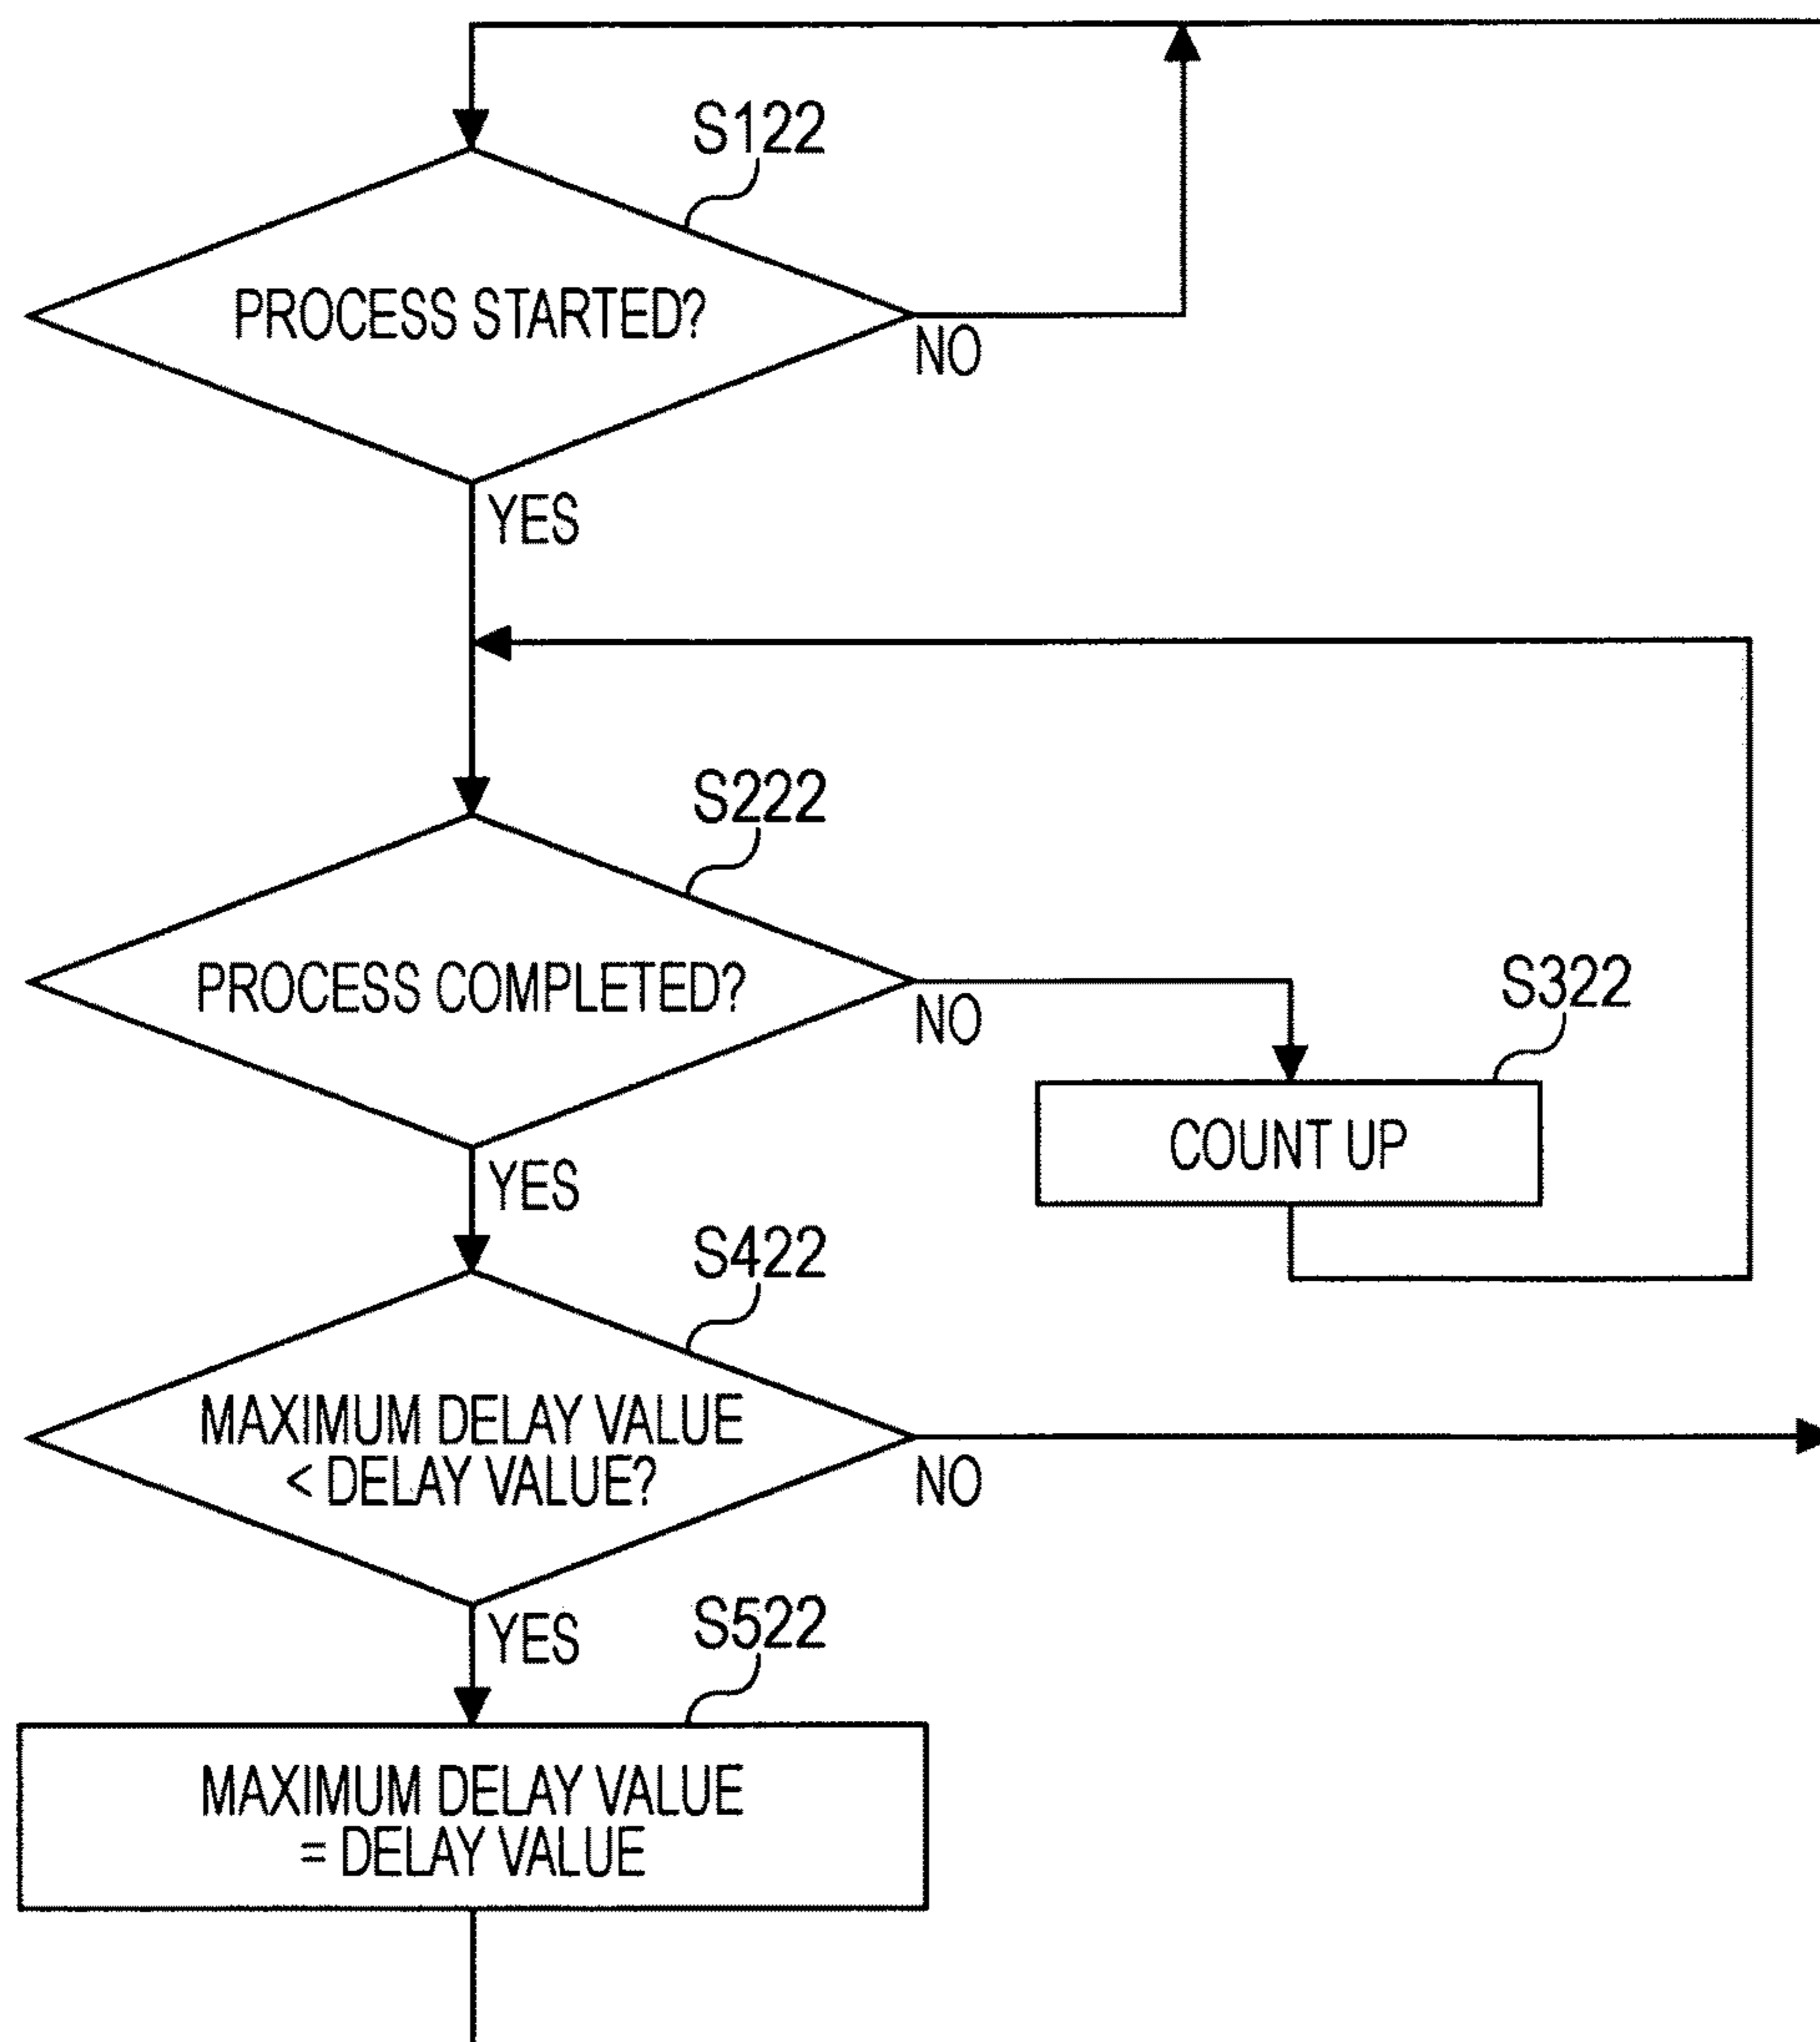 S122
PROCESS STARTED?
NO
YES
S222
PROCESS COMPLETED?
NO
S322
COUNT UP
YES
S422
MAXIMUM DELAY VALUE
< DELAY VALUE?
NO
YES
S522
MAXIMUM DELAY VALUE
= DELAY VALUE